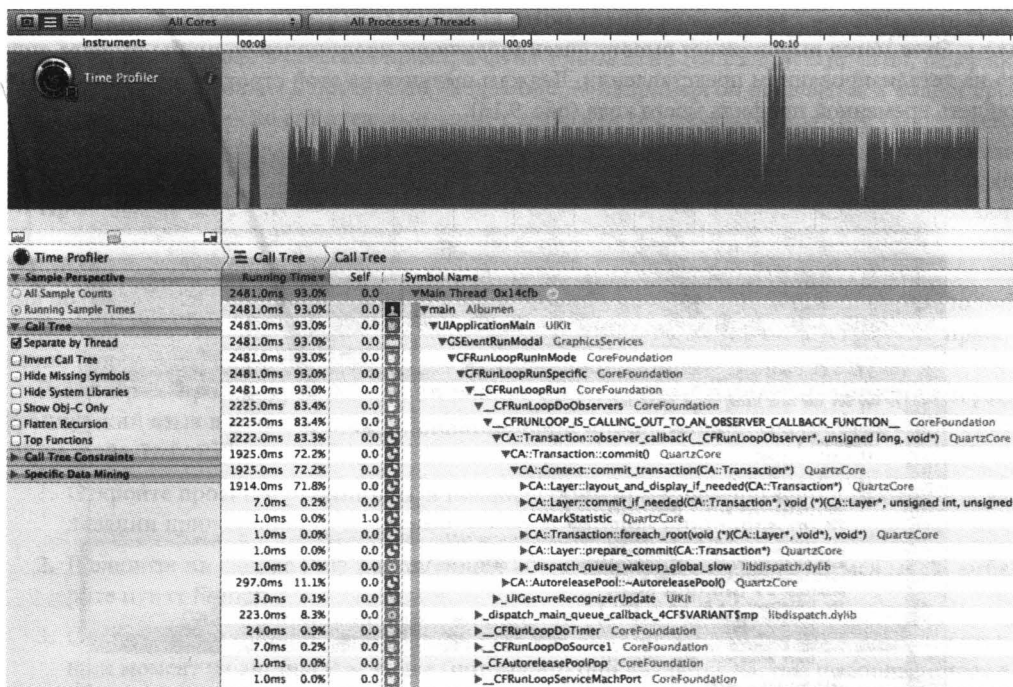 All Cores All Processes / Threads
Instruments 00:08 00:09 00:10
Time Profiler
Time Profiler Call Tree Call Tree
Sample Perspective Running Time Self Symbol Name
All Sample Counts 2481.0ms 93.0% 0.0 Main Thread 0x14cfb
Running Sample Times 2481.0ms 93.0% 0.0 main Albumen
Call Tree 2481.0ms 93.0% 0.0 UIApplicationMain UIKit
Separate by Thread 2481.0ms 93.0% 0.0 GSEventRunModal GraphicsServices
Invert Call Tree 2481.0ms 93.0% 0.0 CFRunLoopRunInMode CoreFoundation
Hide Missing Symbols 2481.0ms 93.0% 0.0 CFRunLoopRunSpecific CoreFoundation
Hide System Libraries 2481.0ms 93.0% 0.0 __CFRunLoopRun CoreFoundation
Show Obj-C Only 2225.0ms 83.4% 0.0 __CFRunLoopDoObservers CoreFoundation
Flatten Recursion 2225.0ms 83.4% 0.0 __CFRUNLOOP_IS_CALLING_OUT_TO_AN_OBSERVER_CALLBACK_FUNCTION__ CoreFoundation
Top Functions 2222.0ms 83.3% 0.0 CA::Transaction::observer_callback(__CFRunLoopObserver*, unsigned long, void*) QuartzCore
Call Tree Constraints 1925.0ms 72.2% 0.0 CA::Transaction::commit() QuartzCore
Specific Data Mining 1925.0ms 72.2% 0.0 CA::Context::commit_transaction(CA::Transaction*) QuartzCore
1914.0ms 71.8% 0.0 CA::Layer::layout_and_display_if_needed(CA::Transaction*) QuartzCore
7.0ms 0.2% 0.0 CA::Layer::commit_if_needed(CA::Transaction*, void (*)(CA::Layer*, unsigned int, unsigned
1.0ms 0.0% 1.0 CAMarkStatistic QuartzCore
1.0ms 0.0% 0.0 CA::Transaction::foreach_root(void (*)(CA::Layer*, void*), void*) QuartzCore
1.0ms 0.0% 0.0 CA::Layer::prepare_commit(CA::Transaction*) QuartzCore
1.0ms 0.0% 0.0 _dispatch_queue_wakeup_global_slow libdispatch.dylib
297.0ms 11.1% 0.0 CA::AutoreleasePool::~AutoreleasePool() QuartzCore
3.0ms 0.1% 0.0 _UIGestureRecognizerUpdate UIKit
223.0ms 8.3% 0.0 _dispatch_main_queue_callback_4CF$VARIANT$mp libdispatch.dylib
24.0ms 0.9% 0.0 __CFRunLoopDoTimer CoreFoundation
7.0ms 0.2% 0.0 __CFRunLoopDoSource1 CoreFoundation
1.0ms 0.0% 0.0 _CFAutoreleasePoolPop CoreFoundation
1.0ms 0.0% 0.0 __CFRunLoopServiceMachPort CoreFoundation